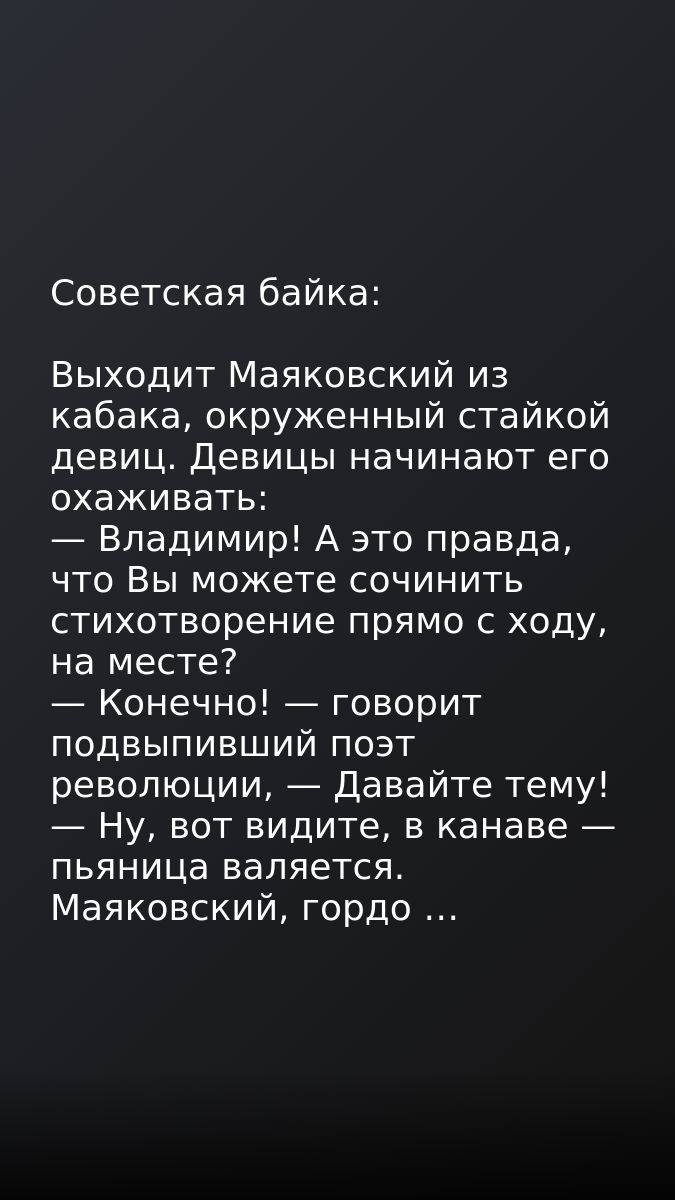 Советская байка:
Выходит Маяковский из
кабака, окруженный стайкой
девиц. Девицы начинают его
охаживать:
— Владимир! А это правда,
что Вы можете сочинить
стихотворение прямо с ходу,
на месте?
— Конечно! — говорит
подвыпивший поэт
революции, — Давайте тему!
— Ну, вот видите, в канаве —
пьяница валяется.
Маяковский, гордо ...